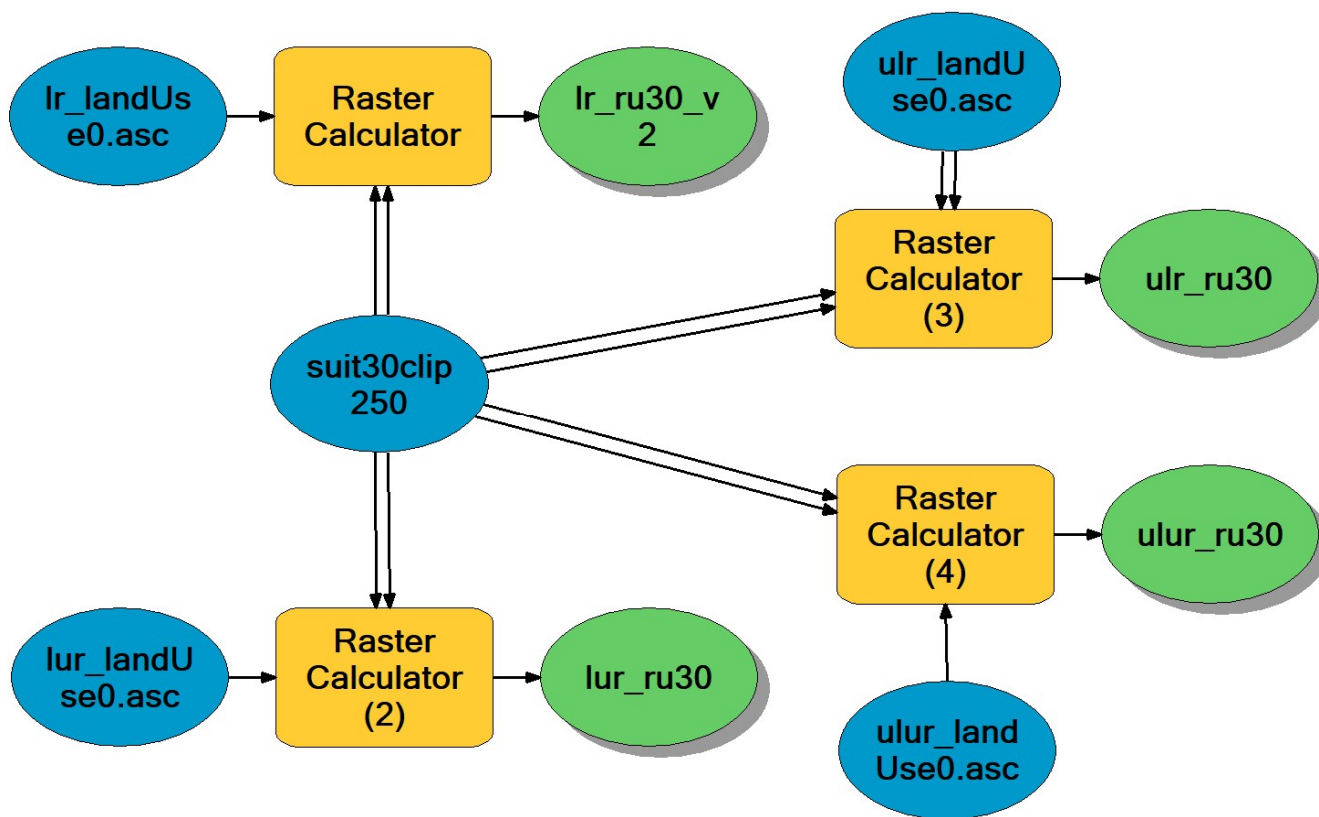 lr_landUs
e0.asc
Raster
Calculator
lr_ru30_v
2
ulr_landU
se0.asc
Raster
Calculator
(3)
ulr_ru30
suit30clip
250
Raster
Calculator
(4)
ulur_ru30
lur_landU
se0.asc
Raster
Calculator
(2)
lur_ru30
ulur_land
Use0.asc